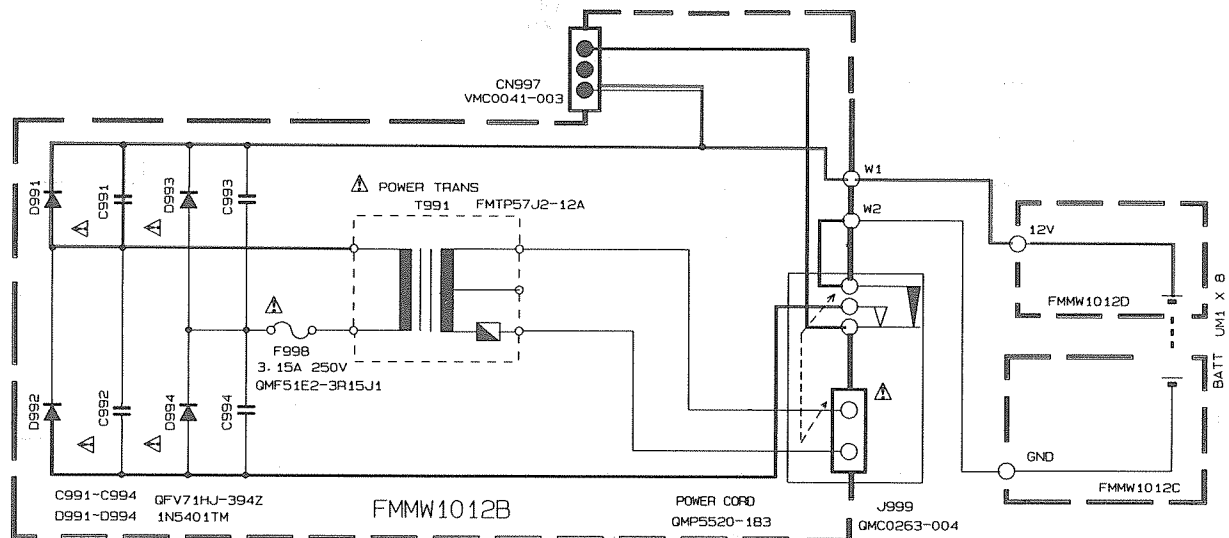 CN997
VMC0041-003
D991
C991
D993
C993
POWER TRANS
T991 FMTP57J2-12A
W1
W2
12V
FMMW1012D
BATT UM1 X 8
F998
3.15A 250V
QMF51E2-3R15J1
D992
C992
D994
C994
GND
FMMW1012C
C991~C994 QFV71HJ-394Z
D991~D994 1N5401TM
FMMW1012B
POWER CORD
QMP5520-183
J999
QMC0263-004